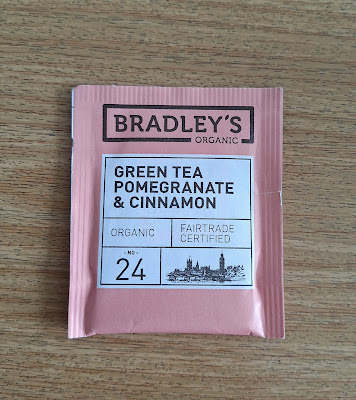 BRADLEY'S
ORGANIC
GREEN TEA
POMEGRANATE
& CINNAMON
ORGANIC
FAIRTRADE
CERTIFIED
-NO-
24